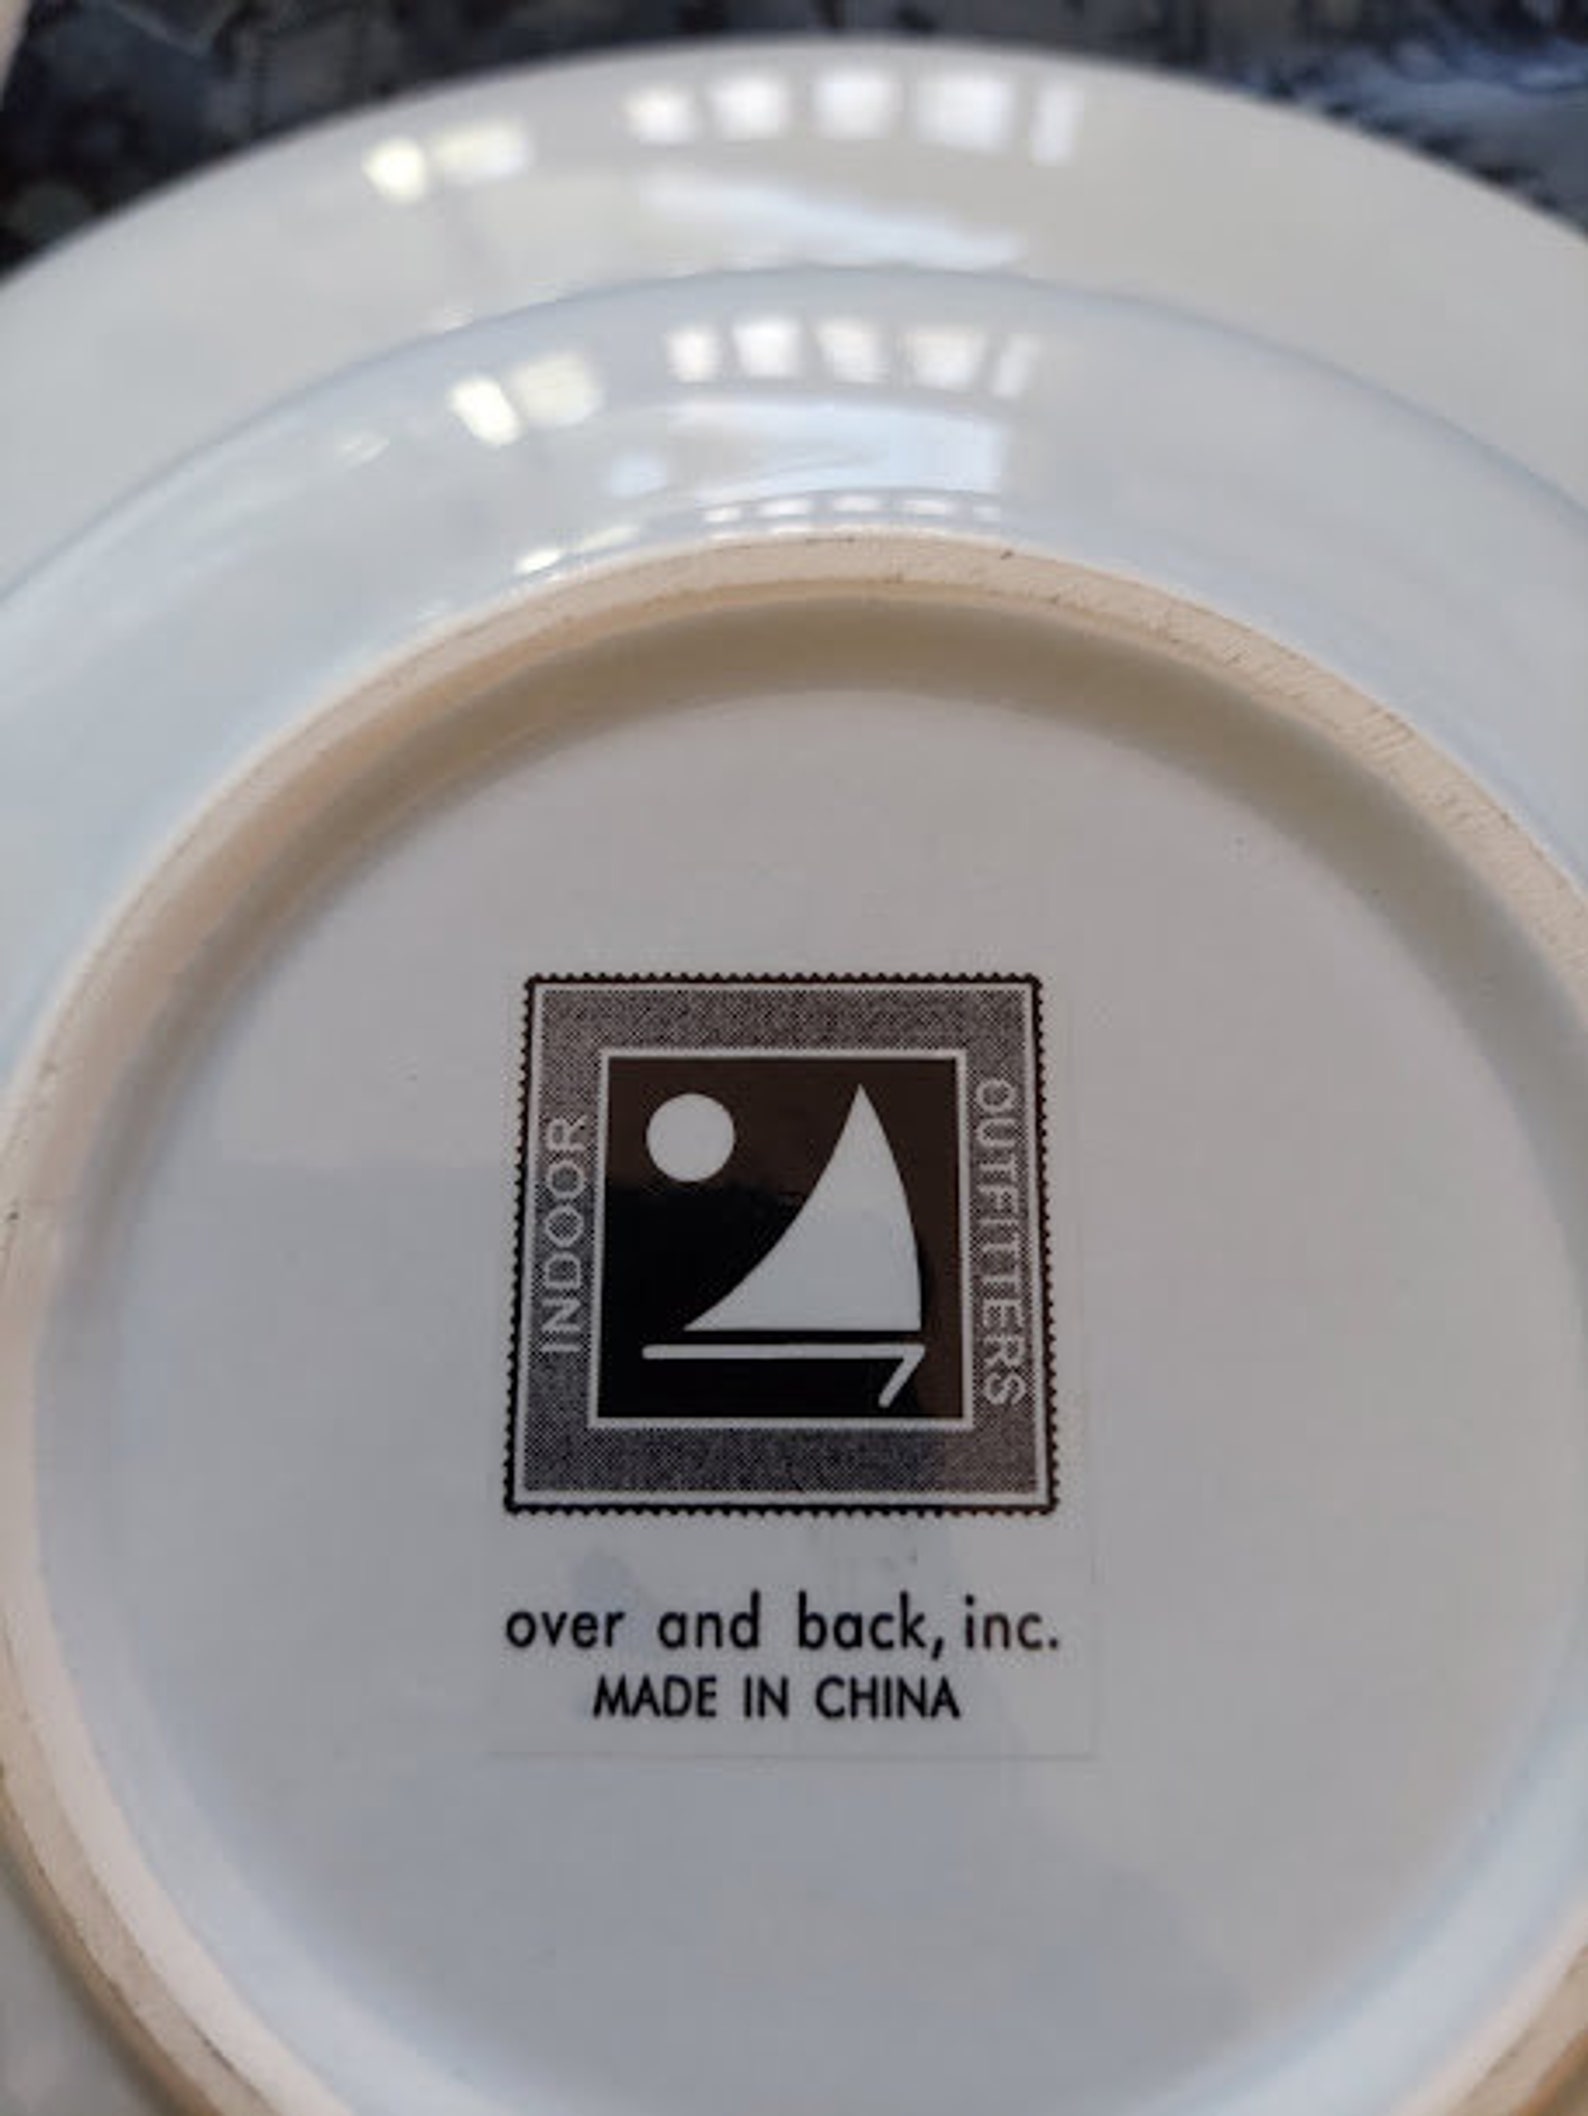 INDOOR
OUTFITTERS
over and back, inc.
MADE IN CHINA